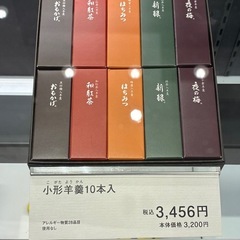 おもかげ 和紅茶 はちみつ 新緑 夜の梅
おもかげ 和紅茶 はちみつ 新緑 夜の梅
こ がた よう かん
小形羊羹10本入
税込 3,456円
本体価格 3,200円
アレルギー物質28品目
使用なし